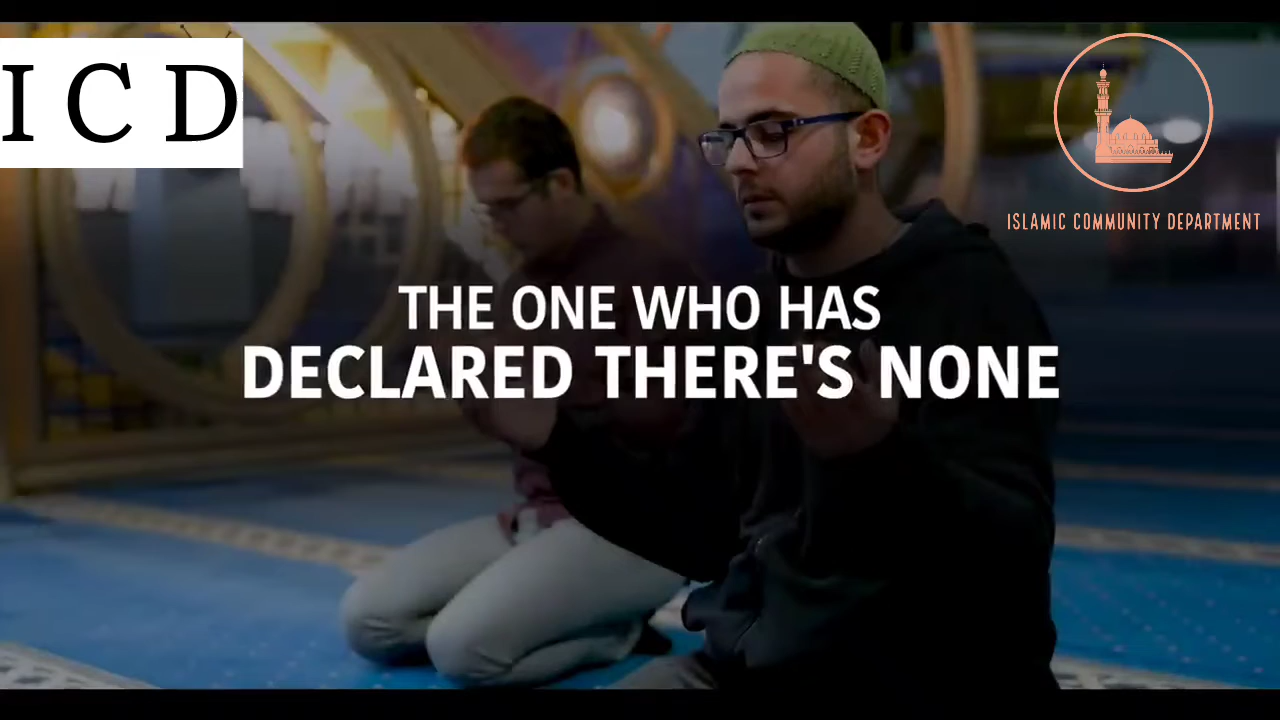 I C D
ISLAMIC COMMUNITY DEPARTMENT
THE ONE WHO HAS
DECLARED THERE'S NONE